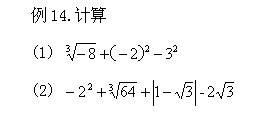 例14.计算
(1) ∛-8+(-2)²-3²
(2) -2²+∛64+|1-√3|-2√3